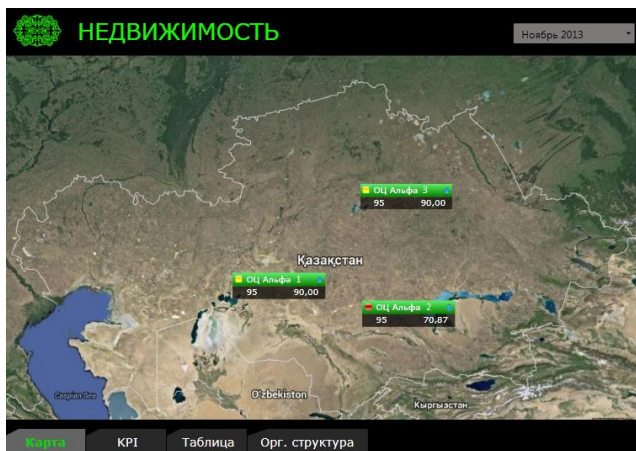 НЕДВИЖИМОСТЬ
Ноябрь 2013
ОЦ Альфа 3
95 90,00
Қазақстан
ОЦ Альфа 1
95 90,00
ОЦ Альфа 2
95 70,87
Caspian Sea
O'zbekiston
Кыргызстан
Карта KPI Таблица Орг. структура